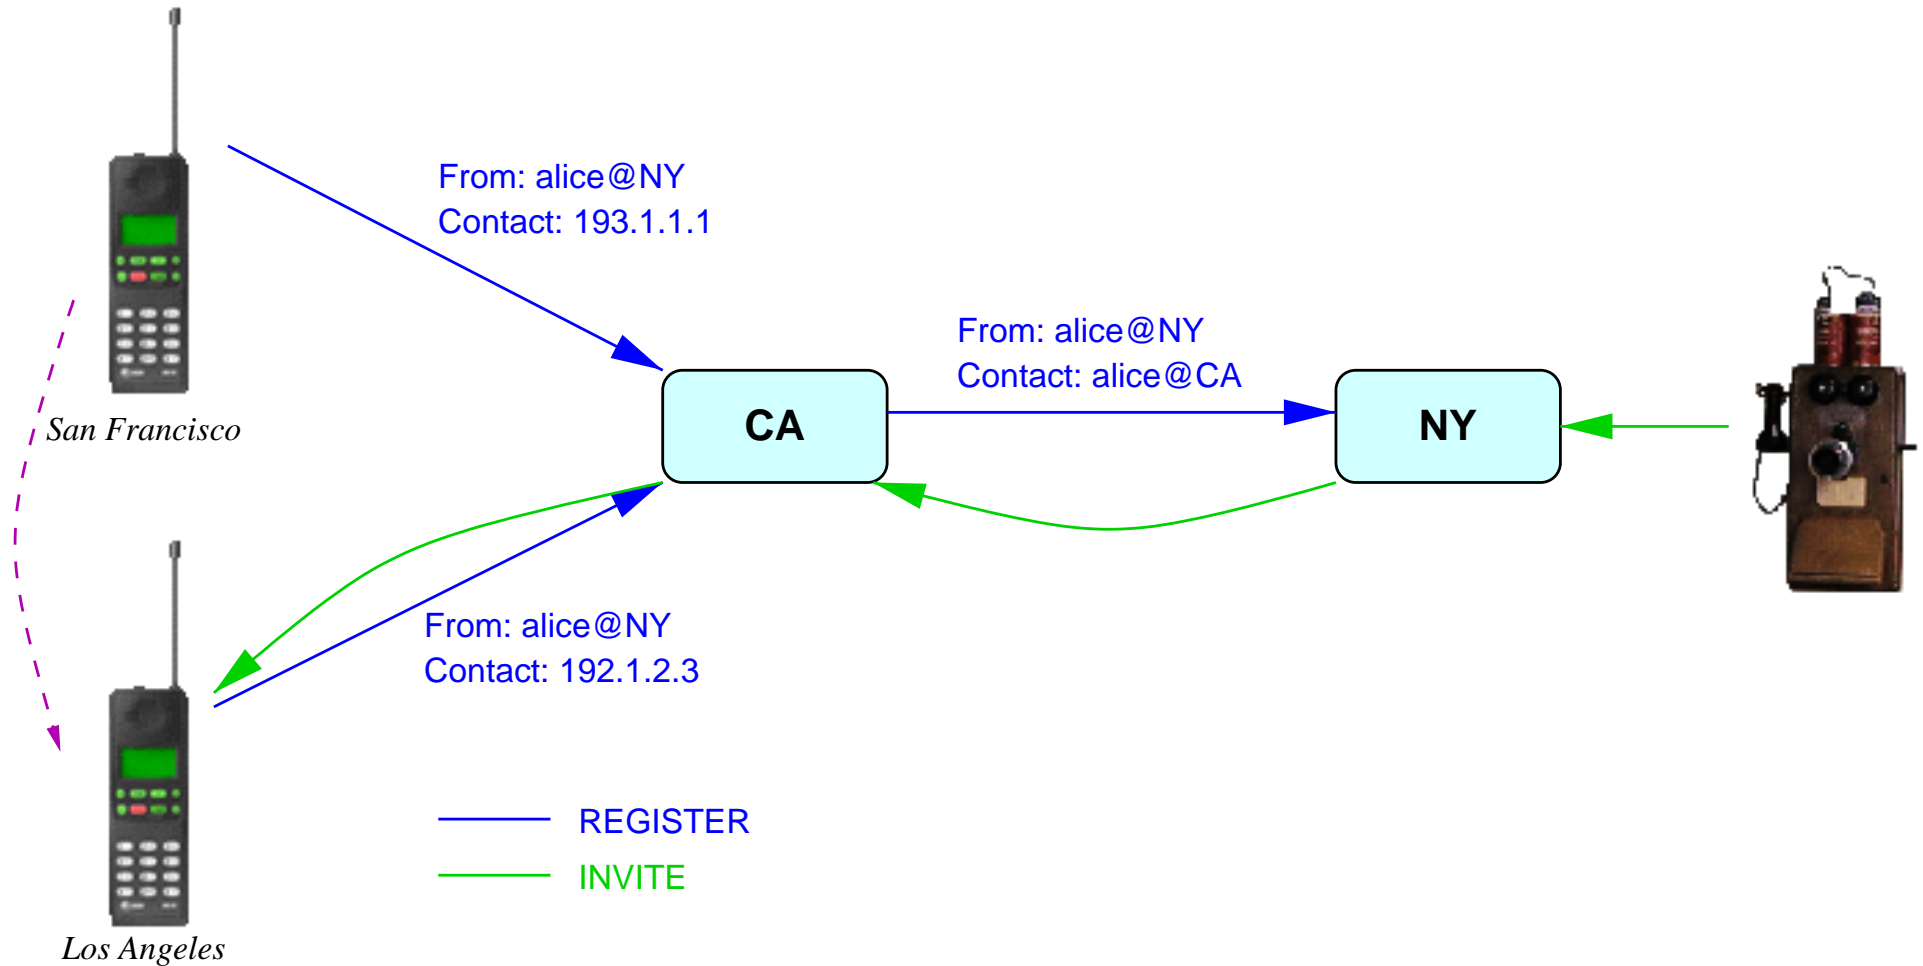 From: alice@NY
Contact: 193.1.1.1
From: alice@NY
Contact: alice@CA
CA
NY
San Francisco
From: alice@NY
Contact: 192.1.2.3
REGISTER
INVITE
Los Angeles